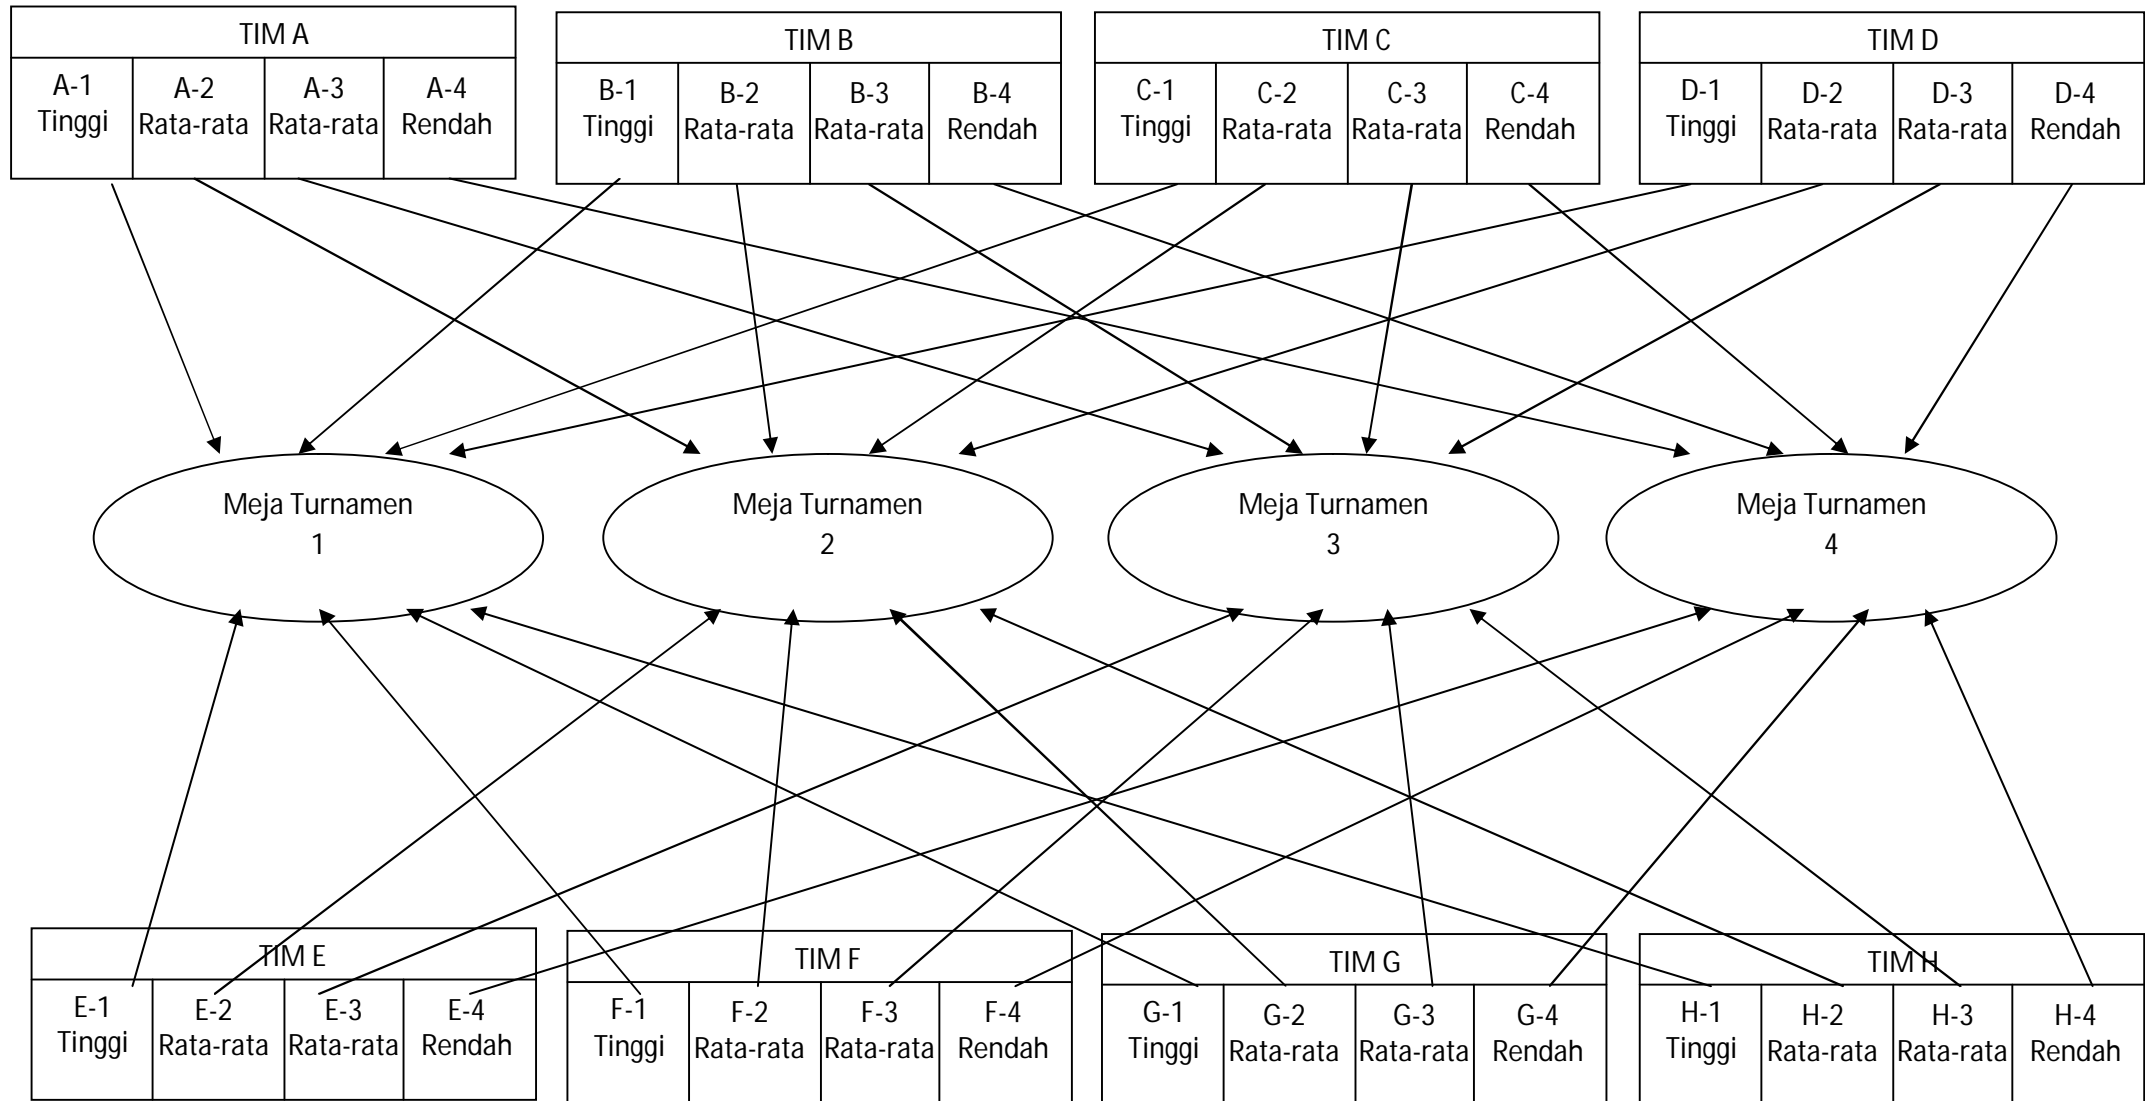 TIM A
A-1
Tinggi
A-2
Rata-rata
A-3
Rata-rata
A-4
Rendah
TIM B
B-1
Tinggi
B-2
Rata-rata
B-3
Rata-rata
B-4
Rendah
TIM C
C-1
Tinggi
C-2
Rata-rata
C-3
Rata-rata
C-4
Rendah
TIM D
D-1
Tinggi
D-2
Rata-rata
D-3
Rata-rata
D-4
Rendah
Meja Turnamen
1
Meja Turnamen
2
Meja Turnamen
3
Meja Turnamen
4
TIM E
E-1
Tinggi
E-2
Rata-rata
E-3
Rata-rata
E-4
Rendah
TIM F
F-1
Tinggi
F-2
Rata-rata
F-3
Rata-rata
F-4
Rendah
TIM G
G-1
Tinggi
G-2
Rata-rata
G-3
Rata-rata
G-4
Rendah
TIM H
H-1
Tinggi
H-2
Rata-rata
H-3
Rata-rata
H-4
Rendah